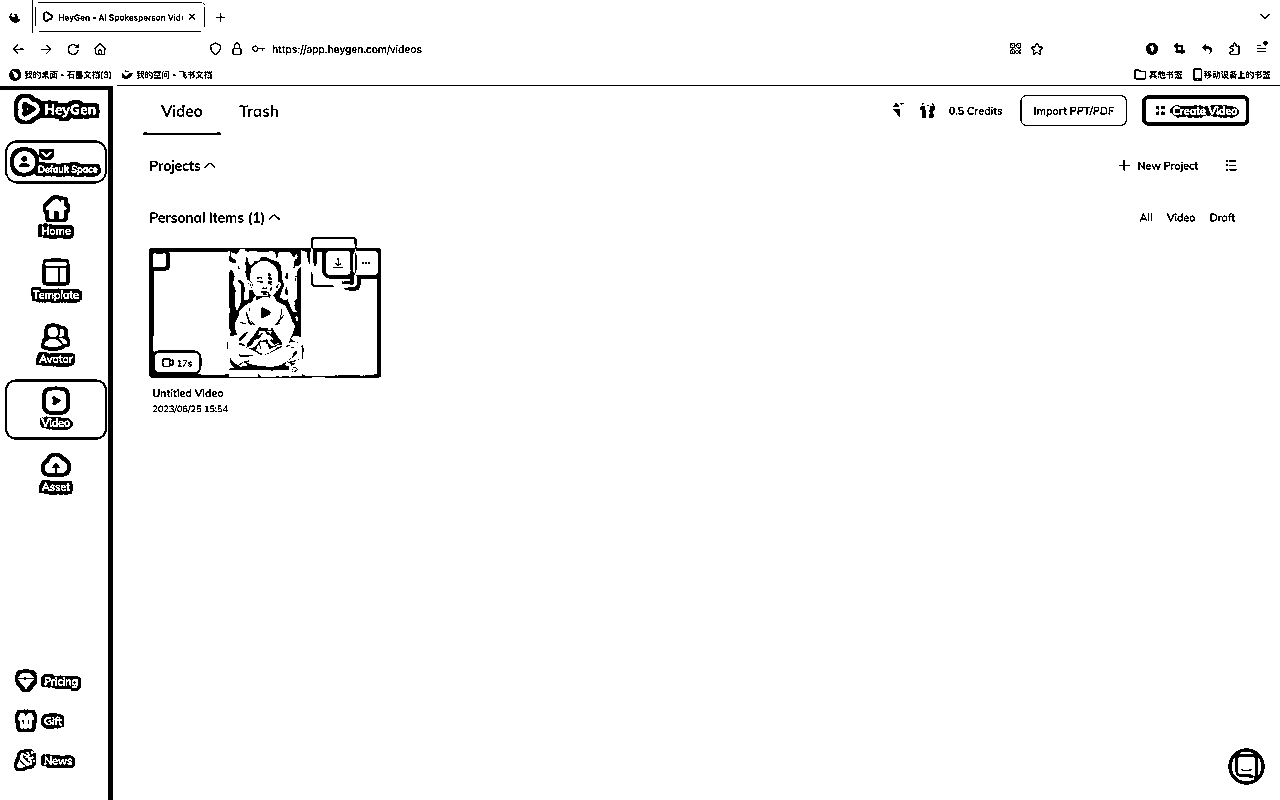 HeyGen - AI Spokesperson Vid
https://app.heygen.com/videos
我的桌面 - 石墨文档(3)
我的空间 - 飞书文档
其他书签
移动设备上的书签
HeyGen
Video
Trash
0.5 Credits
Import PPT/PDF
Create Video
Default Space
Projects
New Project
Home
Personal Items (1)
All
Video
Draft
Template
Avatar
17s
Video
Untitled Video
2023/06/25 15:54
Asset
Pricing
Gift
News